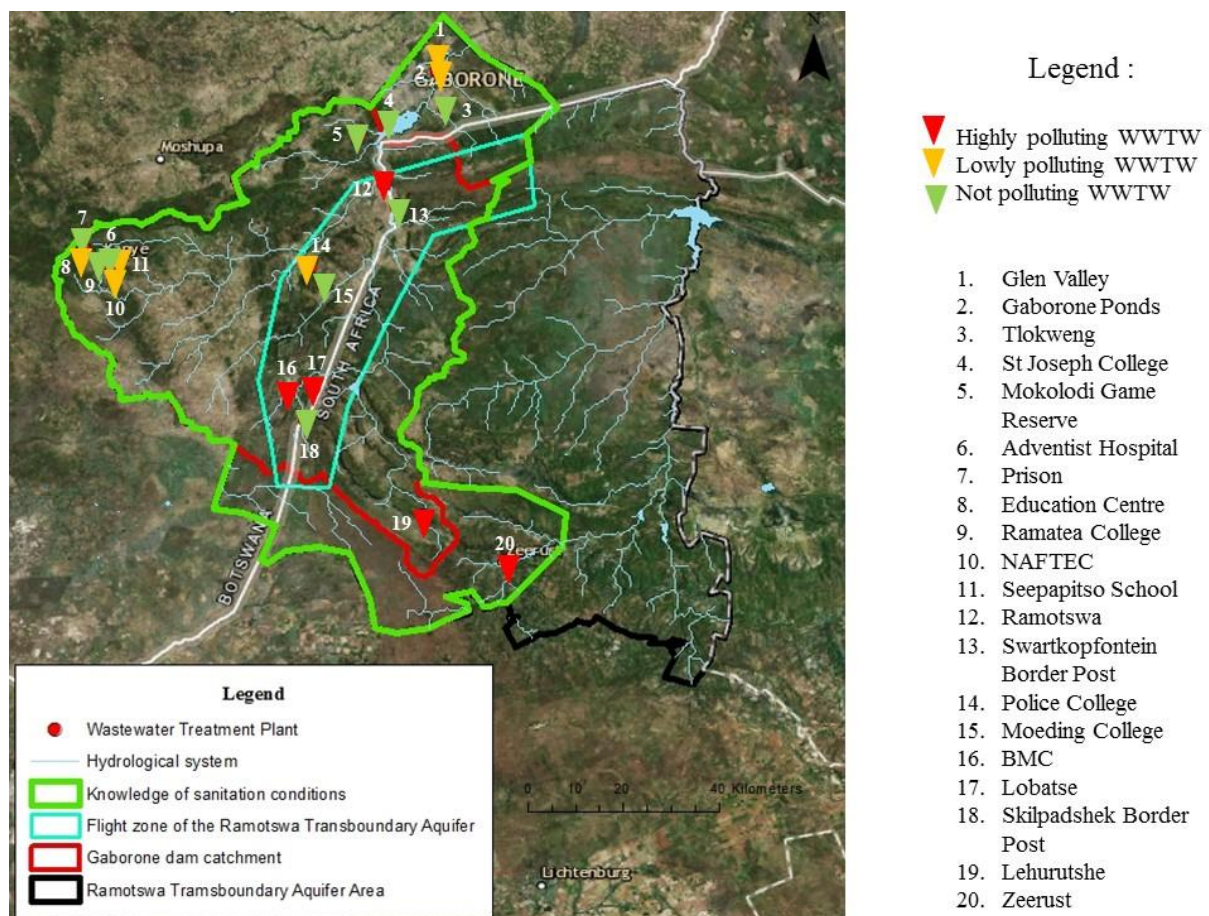 N
1
2
GABORONE
3
4
5
Moshupa
12
13
7
6
8
9
11
10
14
15
SOUTH AFRICA
16
17
18
BOTSWANA
19
20
Legend
Wastewater Treatment Plant
Hydrological system
Knowledge of sanitation conditions
Flight zone of the Ramotswa Transboundary Aquifer
Gaborone dam catchment
Ramotswa Tramsboundary Aquifer Area
0 10 20 40 Kilometers
Lichtenburg
Legend :
Highly polluting WWTW
Lowly polluting WWTW
Not polluting WWTW
1. Glen Valley
2. Gaborone Ponds
3. Tlokweng
4. St Joseph College
5. Mokolodi Game
Reserve
6. Adventist Hospital
7. Prison
8. Education Centre
9. Ramatea College
10. NAFTEC
11. Seepapitso School
12. Ramotswa
13. Swartkopfontein
Border Post
14. Police College
15. Moeding College
16. BMC
17. Lobatse
18. Skilpadshek Border
Post
19. Lehurutshe
20. Zeerust